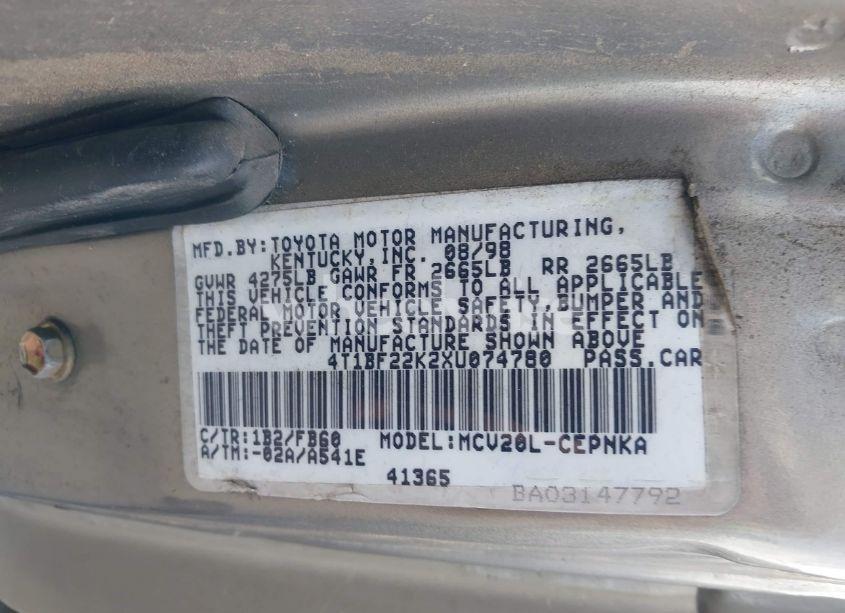 MFD.BY:TOYOTA MOTOR MANUFACTURING,
KENTUCKY,INC. 08/98
GVWR 4275LB GAWR FR 2665LB RR 2665LB
THIS VEHICLE CONFORMS TO ALL APPLICABLE
FEDERAL MOTOR VEHICLE SAFETY,BUMPER AND
THEFT PREVENTION STANDARDS IN EFFECT ON
THE DATE OF MANUFACTURE SHOWN ABOVE
4T1BF22K2XU074780 PASS.CAR
C/TR:1B2/FB60 MODEL:MCV20L-CEPNKA
A/TM:-02A/A541E
41365
BA03147792